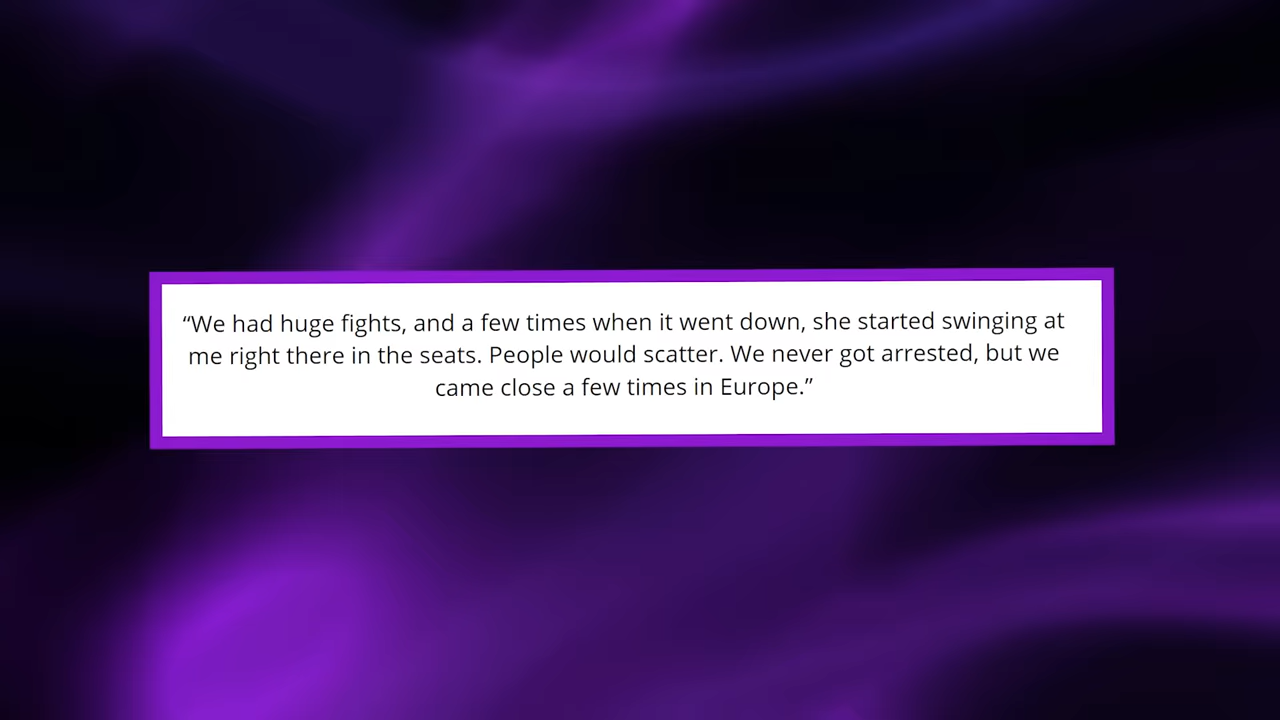 “We had huge fights, and a few times when it went down, she started swinging at
me right there in the seats. People would scatter. We never got arrested, but we
came close a few times in Europe.”